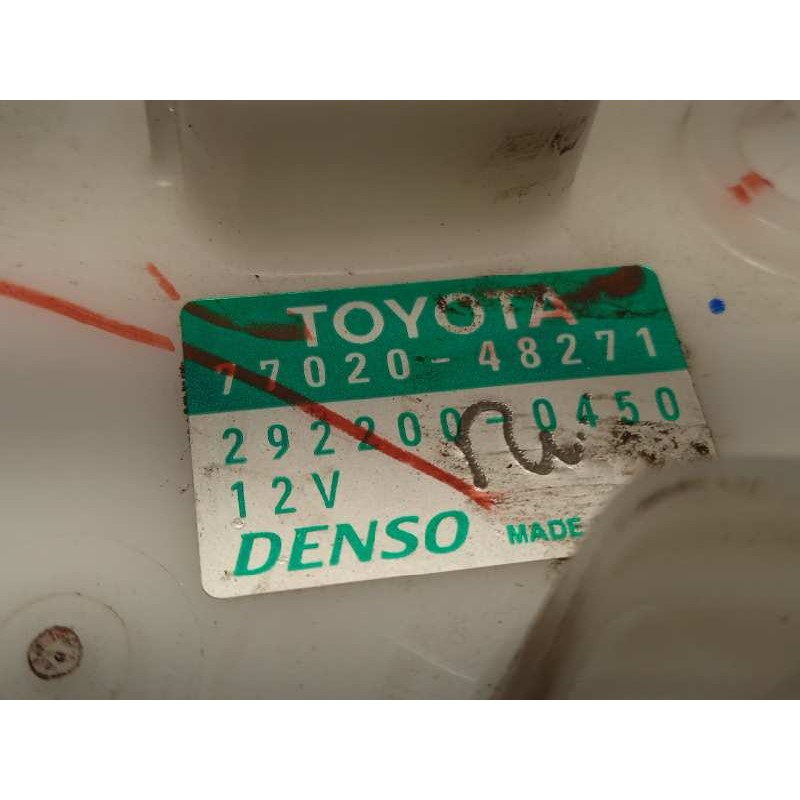 TOYOTA
77020-48271
292200-0450
12V
DENSO MADE